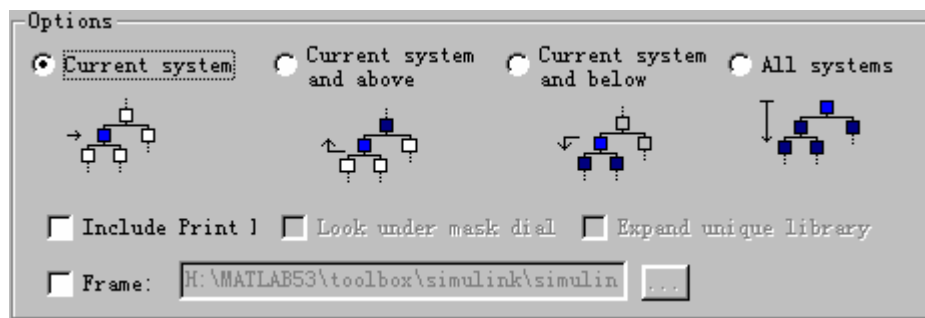 Options
Current system
Current system
and above
Current system
and below
All systems
Include Print l
Look under mask dial
Expand unique library
Frame:
H:\MATLAB53\toolbox\simulink\simulin
...